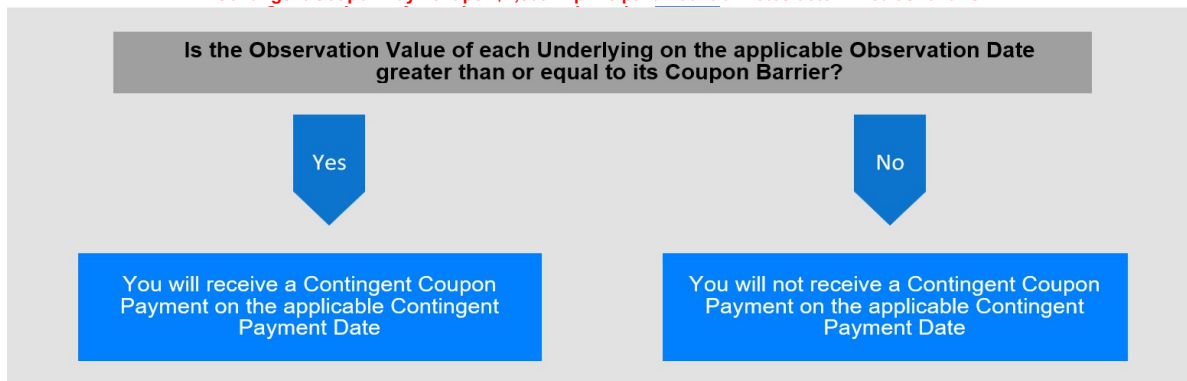 Is the Observation Value of each Underlying on the applicable Observation Date
greater than or equal to its Coupon Barrier?
Yes
No
You will receive a Contingent Coupon
Payment on the applicable Contingent
Payment Date
You will not receive a Contingent Coupon
Payment on the applicable Contingent
Payment Date